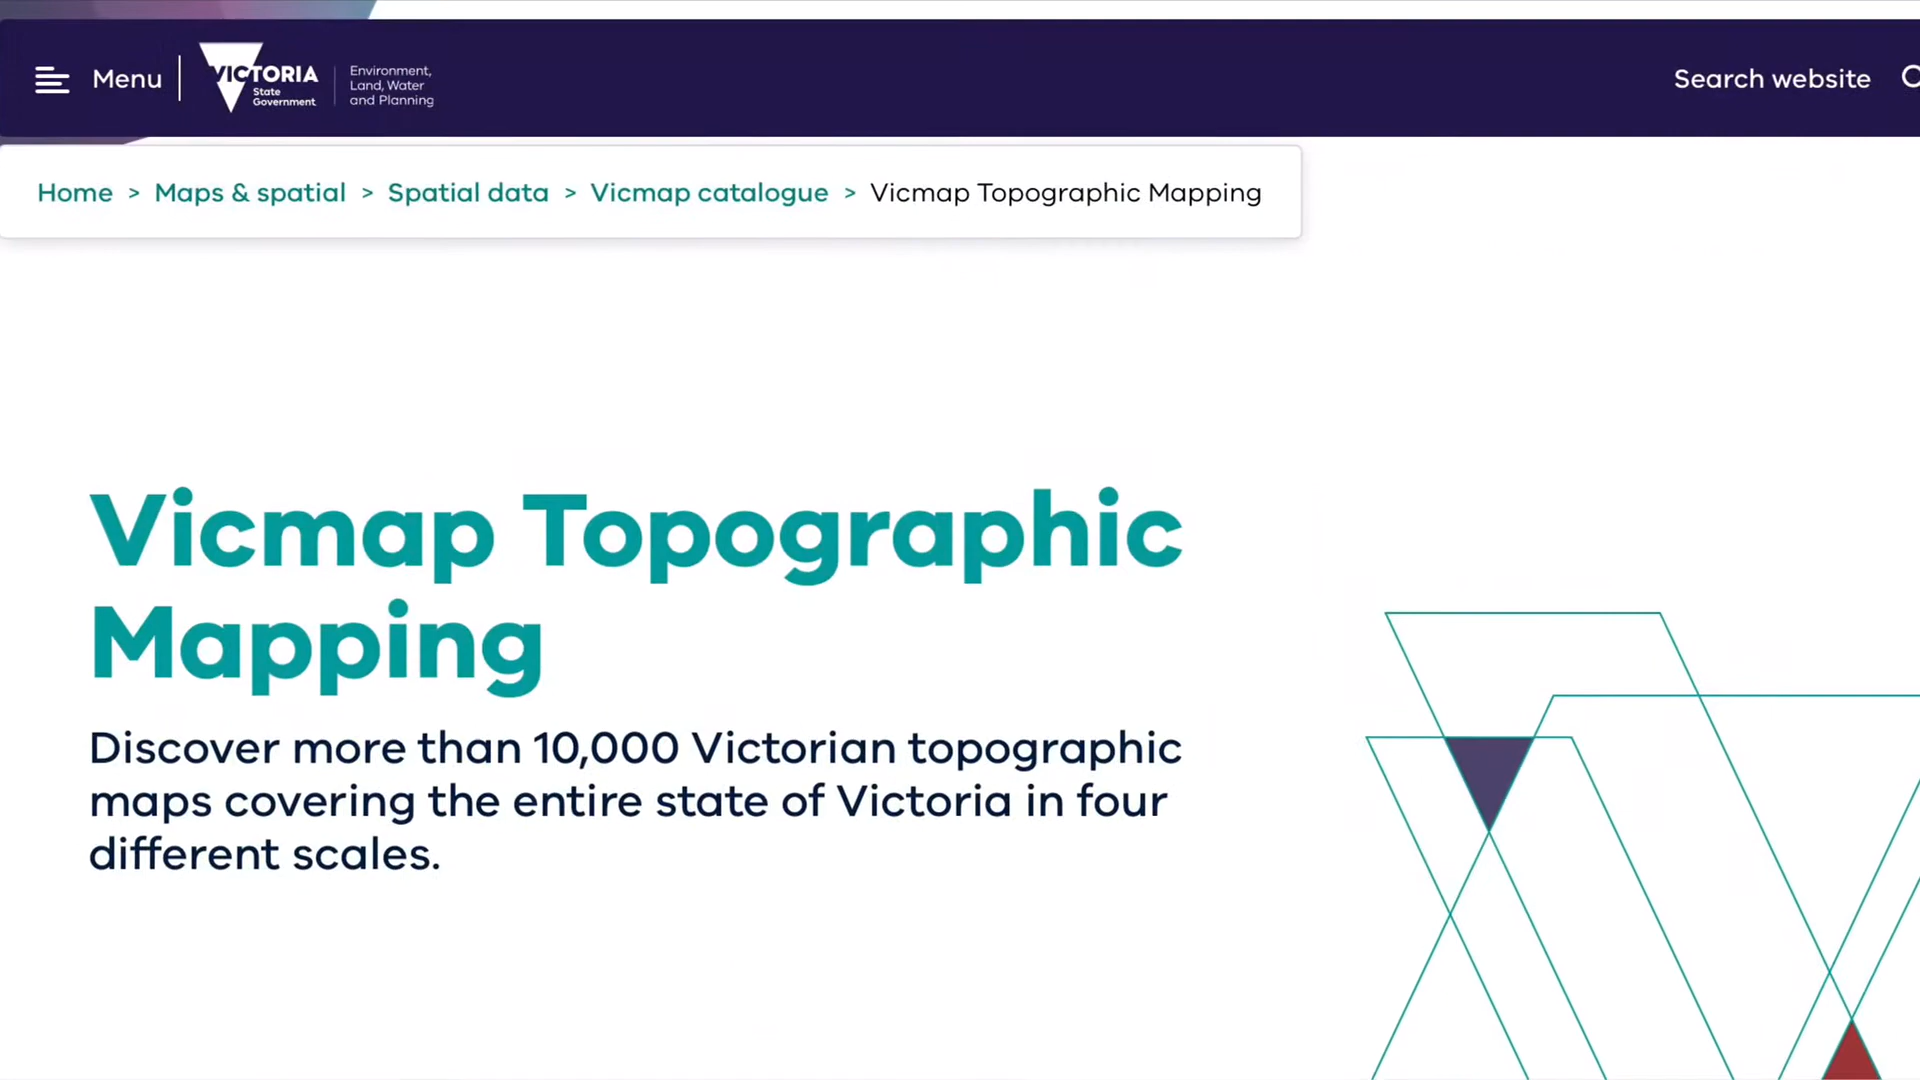 Menu
VICTORIA
State
Government
Environment,
Land, Water
and Planning
Search website
Home > Maps & spatial > Spatial data > Vicmap catalogue > Vicmap Topographic Mapping
Vicmap Topographic
Mapping
Discover more than 10,000 Victorian topographic
maps covering the entire state of Victoria in four
different scales.